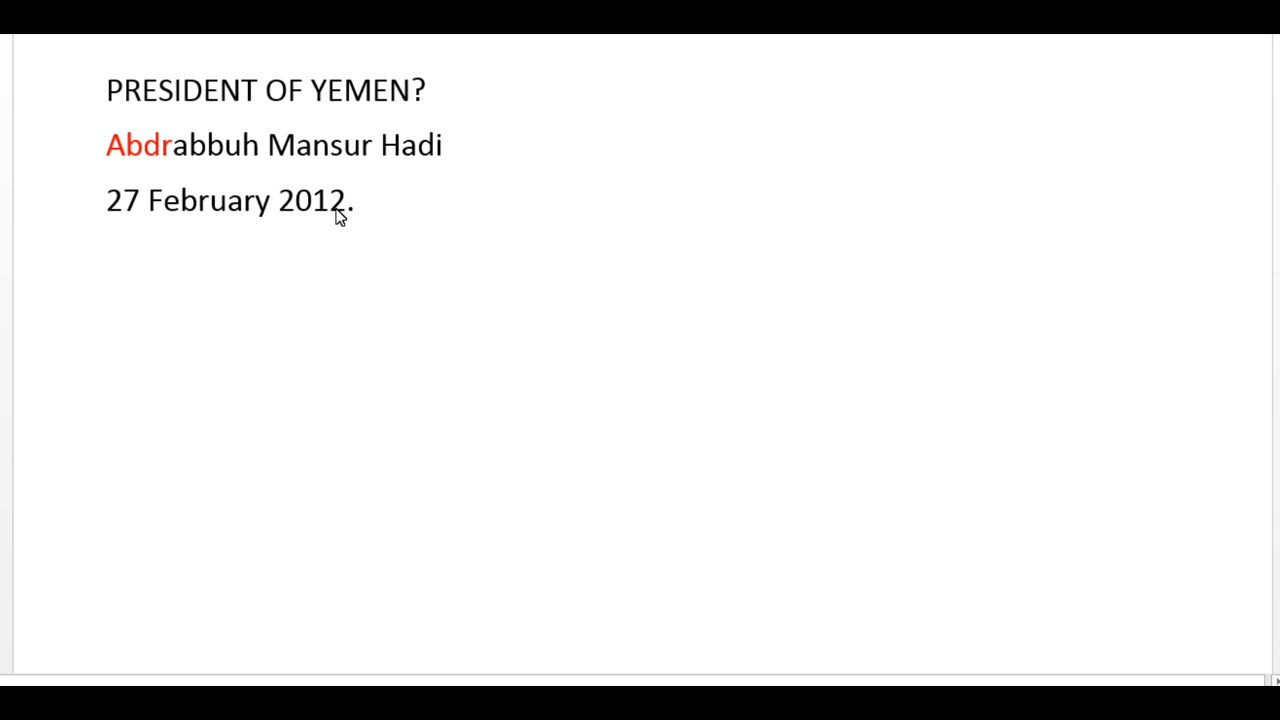 PRESIDENT OF YEMEN?
Abdrabbuh Mansur Hadi
27 February 2012.